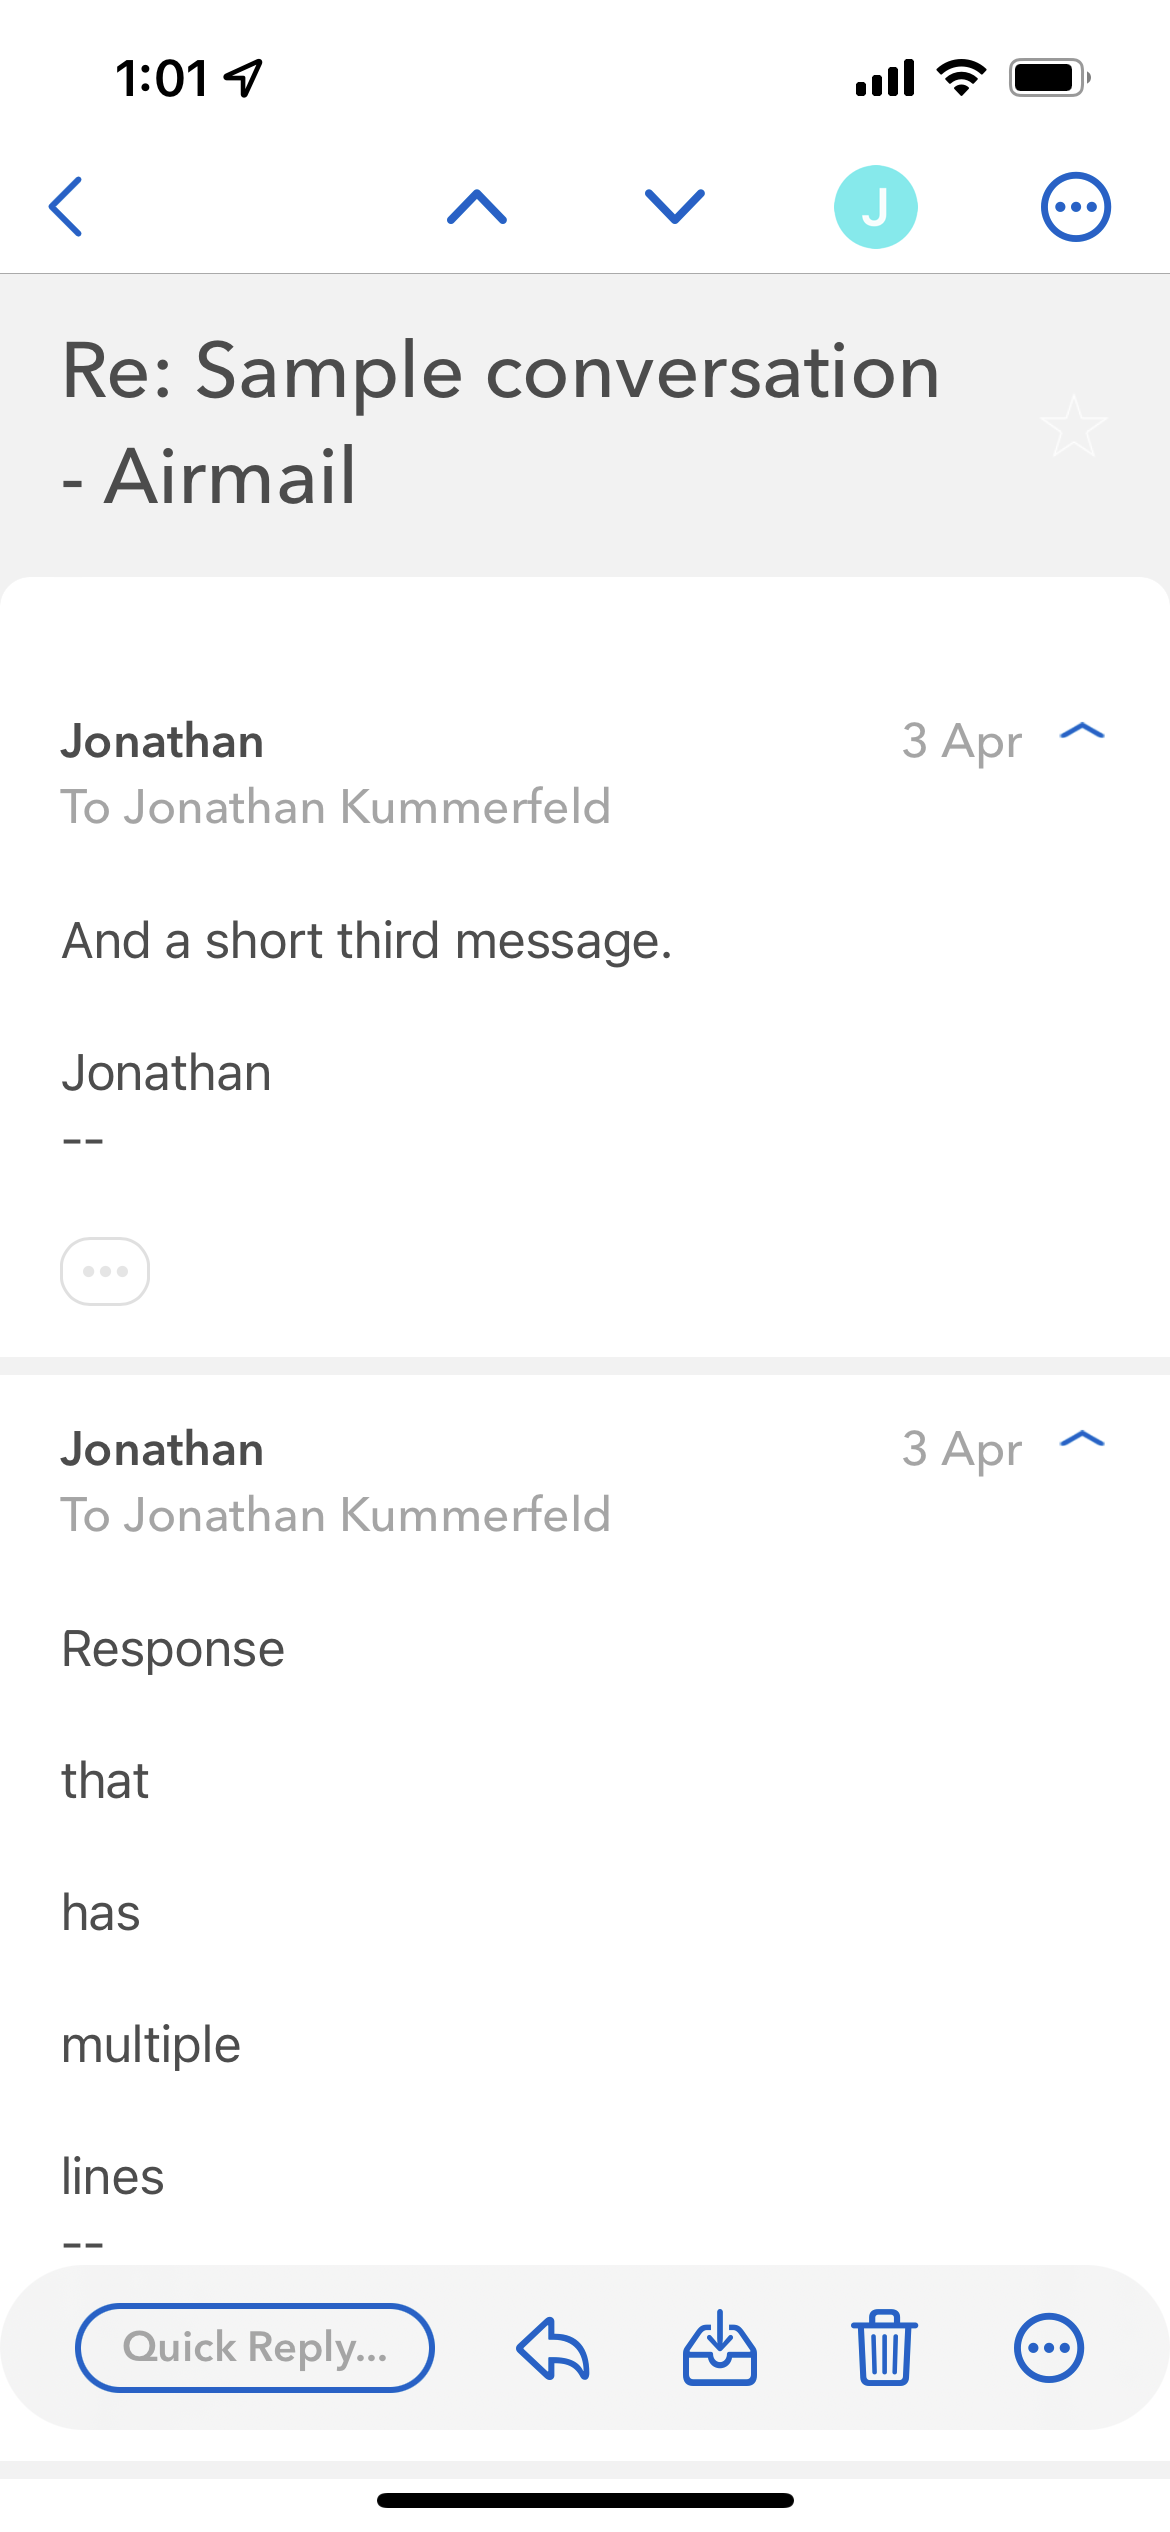 1:01
J
Re: Sample conversation
- Airmail
Jonathan 3 Apr
To Jonathan Kummerfeld
And a short third message.
Jonathan
--
Jonathan 3 Apr
To Jonathan Kummerfeld
Response
that
has
multiple
lines
--
Quick Reply...